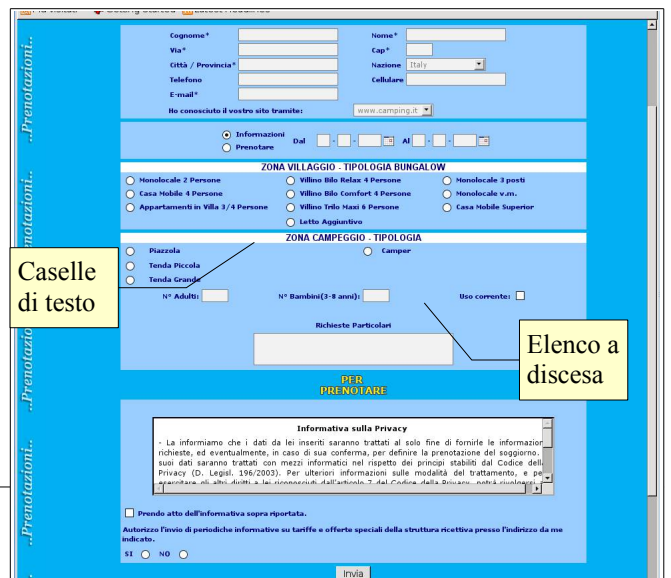 Cognome*
Nome*
Via*
Cap*
Città / Provincia*
Nazione Italy
Telefono
Cellulare
E-mail*
Ho conosciuto il vostro sito tramite: www.camping.it
..Prenotazioni..
Informazioni
Prenotare
Dal - - Al - -
ZONA VILLAGGIO - TIPOLOGIA BUNGALOW
Monolocale 2 Persone
Villino Bilo Relax 4 Persone
Monolocale 3 posti
Casa Mobile 4 Persone
Villino Bilo Comfort 4 Persone
Monolocale v.m.
Appartamenti in Villa 3/4 Persone
Villino Trilo Maxi 6 Persone
Casa Mobile Superior
Letto Aggiuntivo
ZONA CAMPEGGIO - TIPOLOGIA
Piazzola
Camper
Tenda Piccola
Tenda Grande
N° Adulti:
N° Bambini(3-8 anni):
Uso corrente:
Caselle
di testo
Richieste Particolari
Elenco a
discesa
..Prenotazioni..
PER
PRENOTARE
Informativa sulla Privacy
- La informiamo che i dati da lei inseriti saranno trattati al solo fine di fornirle le informazion
richieste, ed eventualmente, in caso di sua conferma, per definire la prenotazione del soggiorno.
suoi dati saranno trattati con mezzi informatici nel rispetto dei principi stabiliti dal Codice dell
Privacy (D. Legisl. 196/2003). Per ulteriori informazioni sulle modalità del trattamento, e pe
..Prenotazioni..
Prendo atto dell'informativa sopra riportata.
Autorizzo l'invio di periodiche informative su tariffe e offerte speciali della struttura ricettiva presso l'indirizzo da me
indicato.
SI NO
Invia